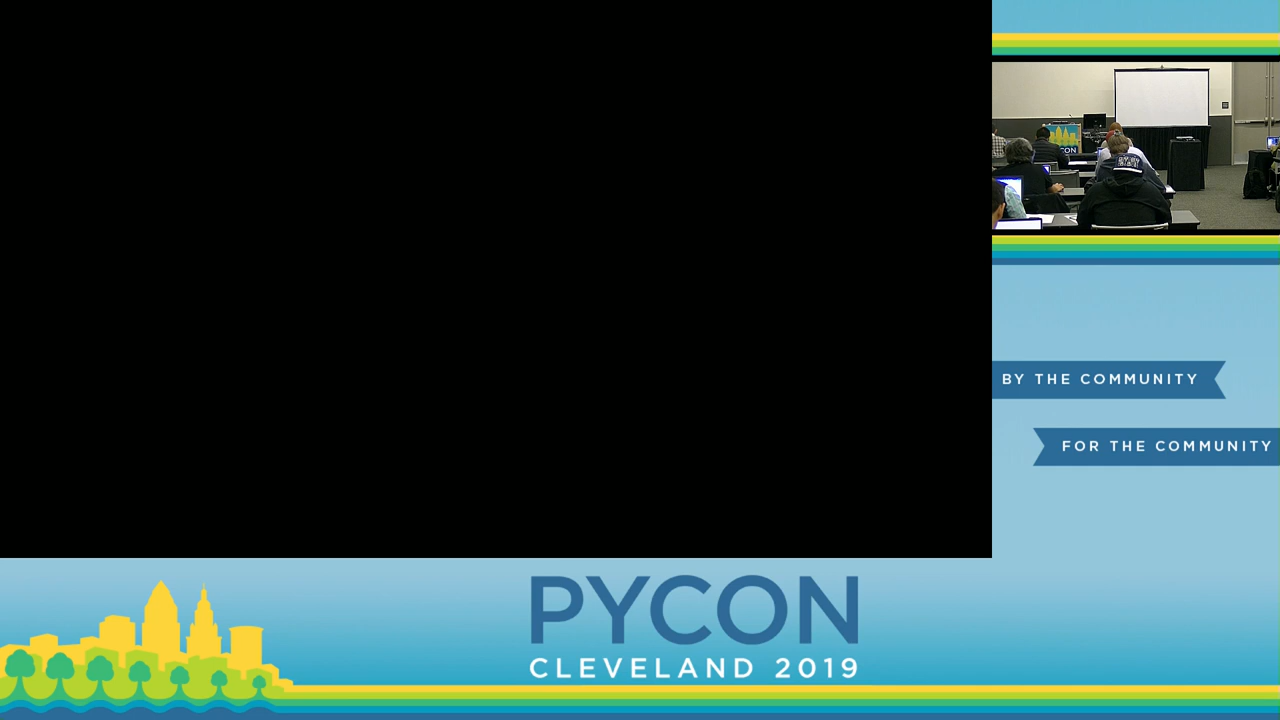 BY THE COMMUNITY
FOR THE COMMUNITY
PYCON
CLEVELAND 2019